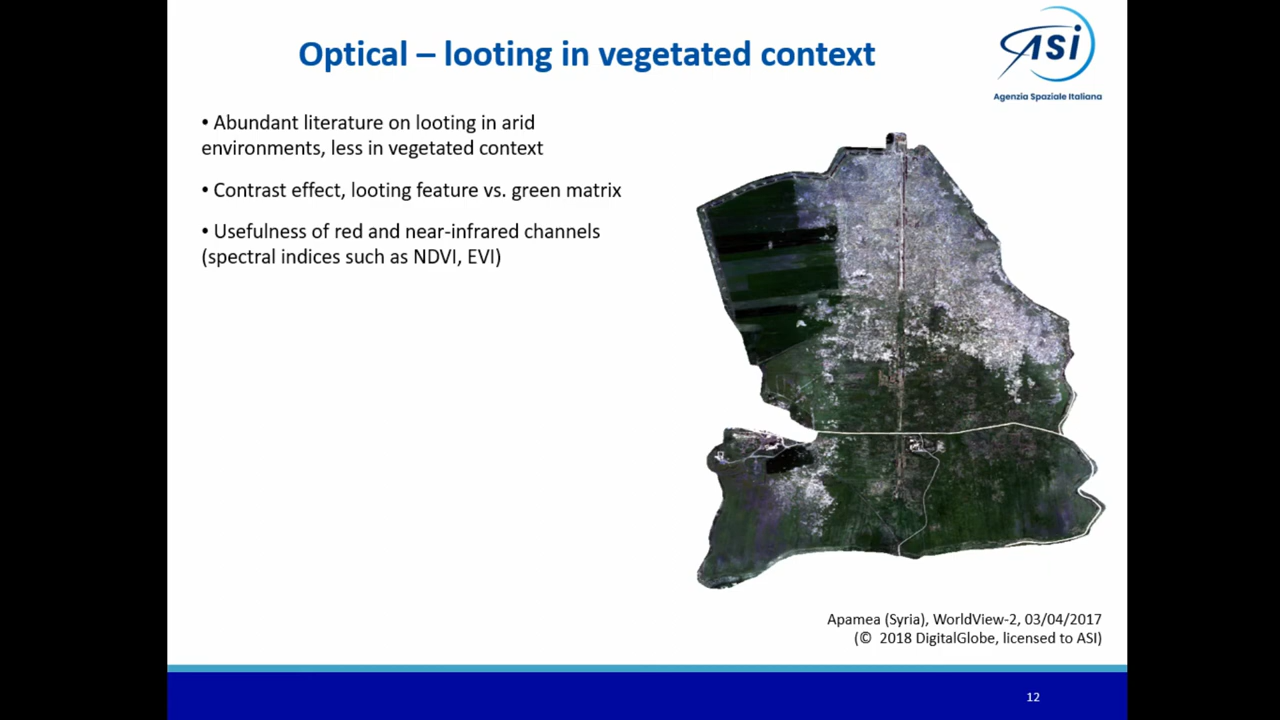 Optical – looting in vegetated context
ASi
Agenzia Spaziale Italiana
• Abundant literature on looting in arid
environments, less in vegetated context
• Contrast effect, looting feature vs. green matrix
• Usefulness of red and near-infrared channels
(spectral indices such as NDVI, EVI)
Apamea (Syria), WorldView-2, 03/04/2017
(© 2018 DigitalGlobe, licensed to ASI)
12